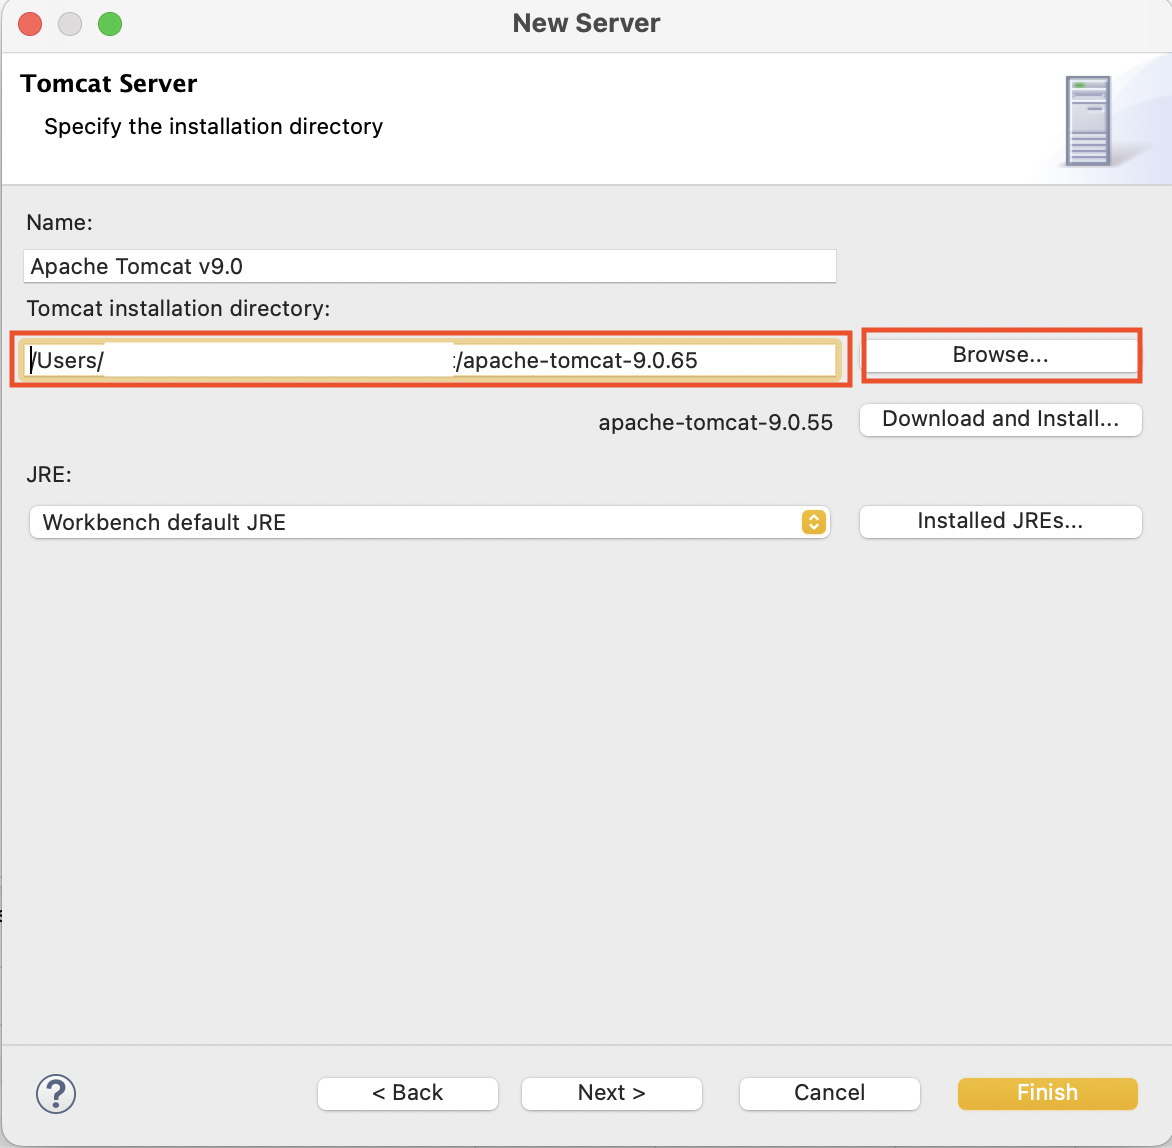 New Server
Tomcat Server
Specify the installation directory
Name:
Apache Tomcat v9.0
Tomcat installation directory:
/Users/ /apache-tomcat-9.0.65
Browse...
apache-tomcat-9.0.55
Download and Install...
JRE:
Workbench default JRE
Installed JREs...
?
< Back
Next >
Cancel
Finish